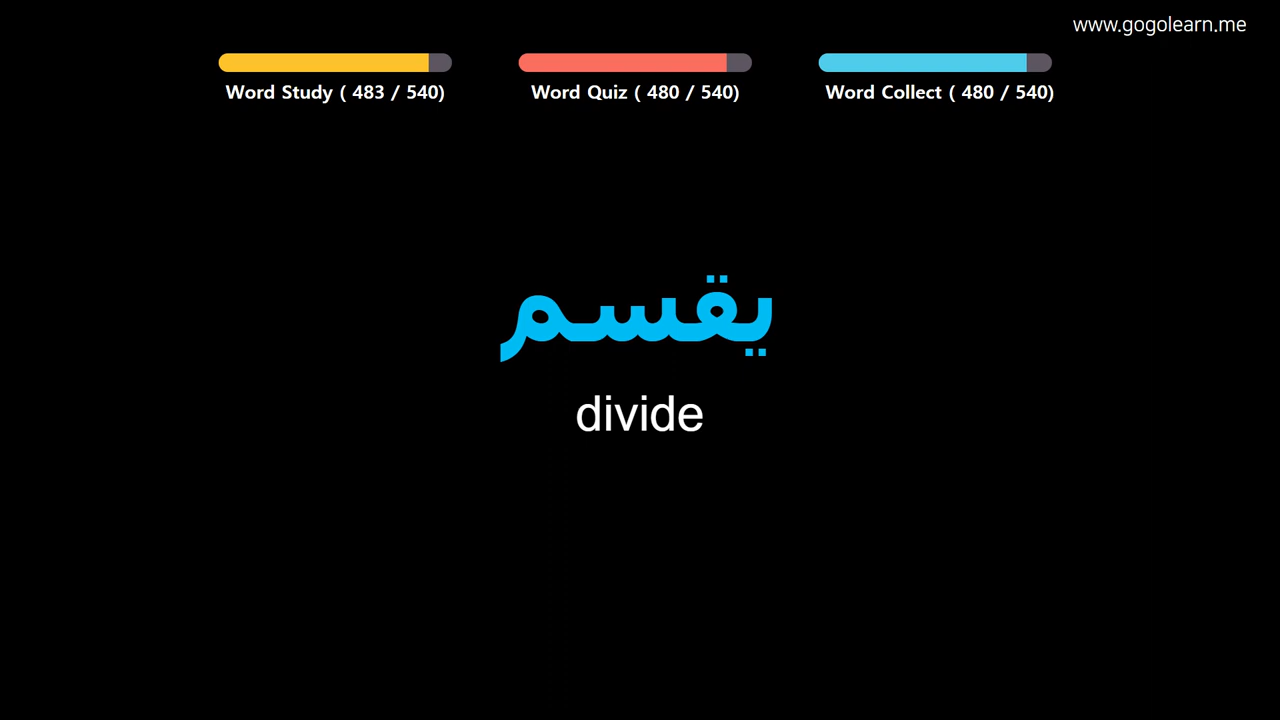 www.gogolearn.me
Word Study ( 483 / 540)
Word Quiz ( 480 / 540)
Word Collect ( 480 / 540)
يقسم
divide